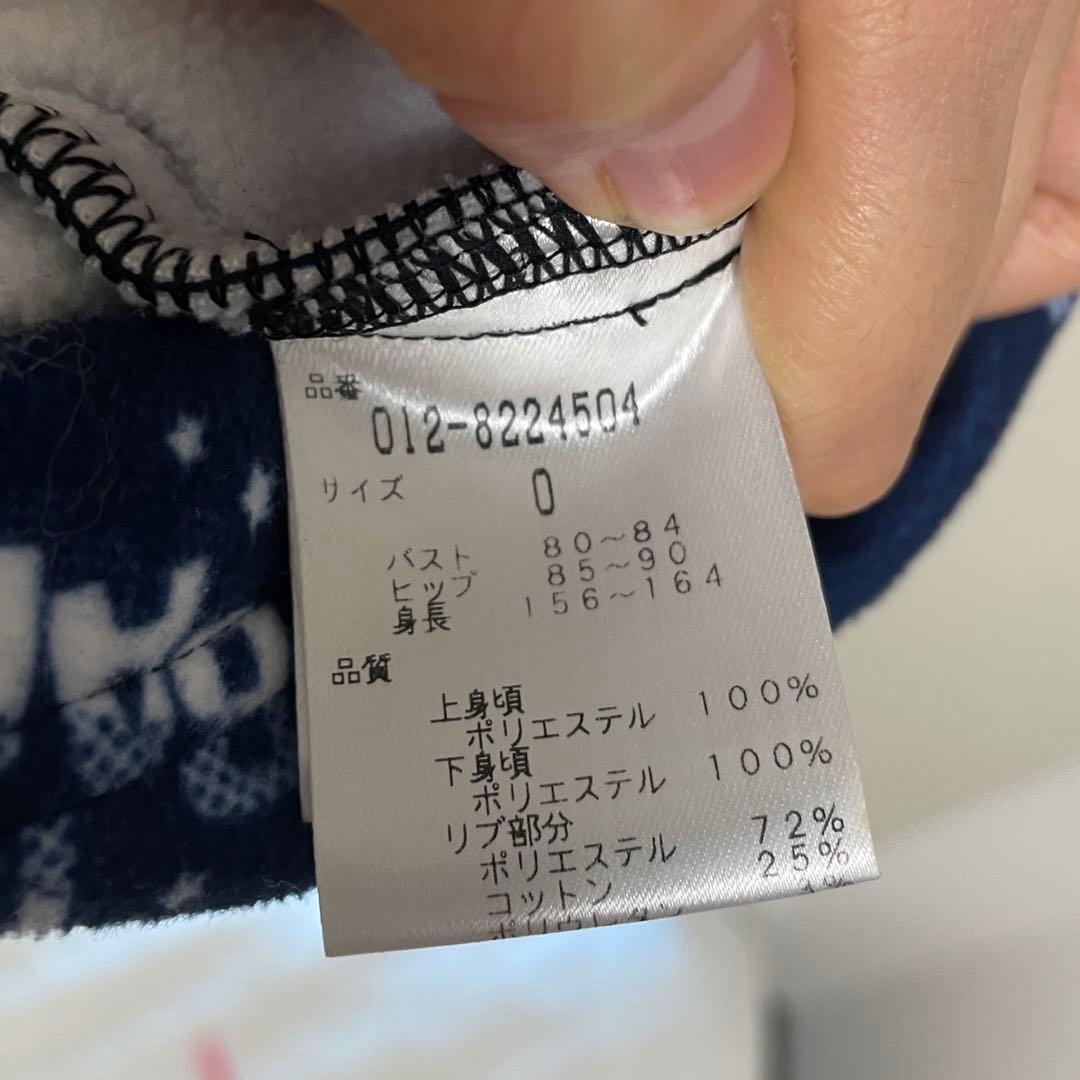 品番
012-8224504
サイズ 0
バスト 80～84
ヒップ 85～90
身長 156～164
品質
上身頃
ポリエステル 100%
下身頃
ポリエステル 100%
リブ部分
ポリエステル 72%
コットン 25%